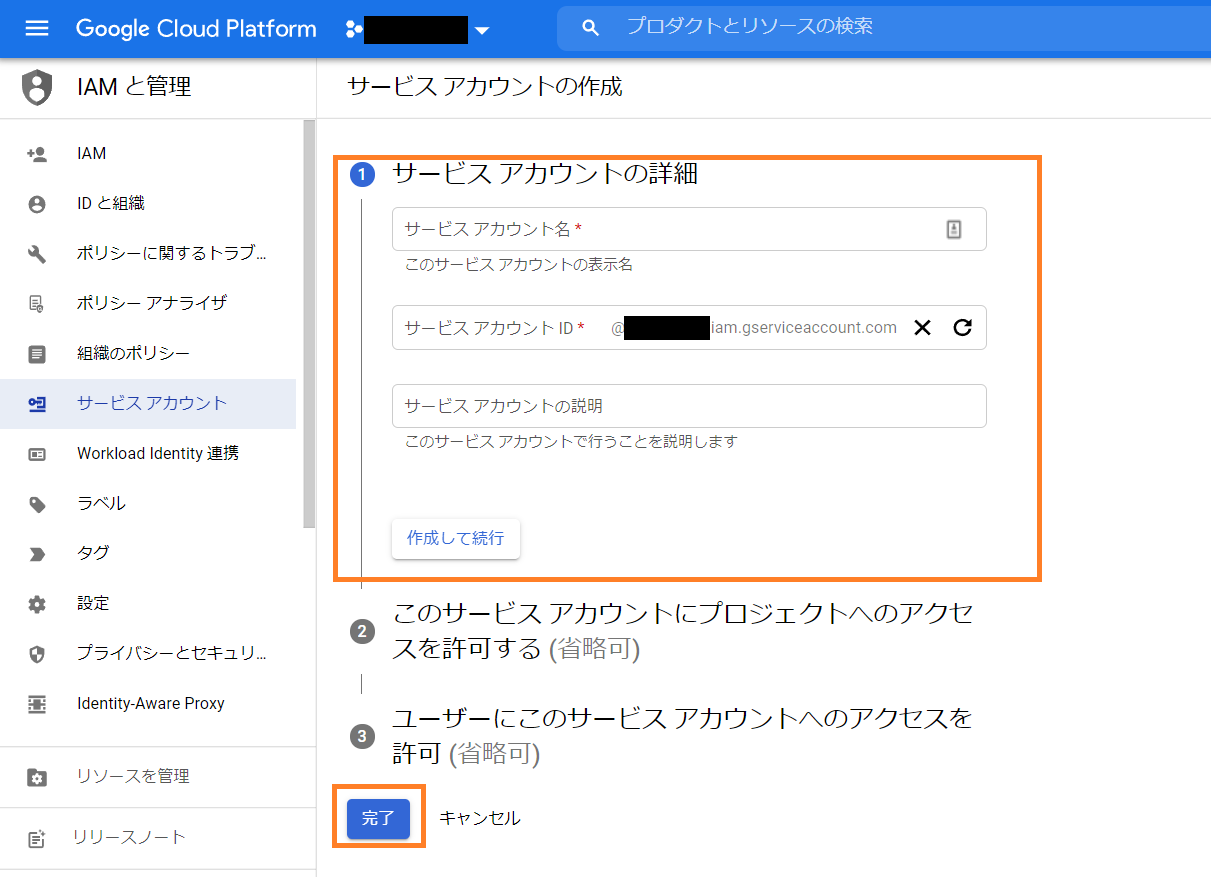 Google Cloud Platform
プロダクトとリソースの検索
IAM と管理
サービス アカウントの作成
IAM
ID と組織
ポリシーに関するトラブ...
ポリシー アナライザ
組織のポリシー
サービス アカウント
Workload Identity 連携
ラベル
タグ
設定
プライバシーとセキュリ...
Identity-Aware Proxy
リソースを管理
リリースノート
1 サービス アカウントの詳細
サービス アカウント名 *
このサービス アカウントの表示名
サービス アカウント ID * @ iam.gserviceaccount.com
サービス アカウントの説明
このサービス アカウントで行うことを説明します
作成して続行
2 このサービス アカウントにプロジェクトへのアクセ
スを許可する (省略可)
3 ユーザーにこのサービス アカウントへのアクセスを
許可 (省略可)
完了 キャンセル